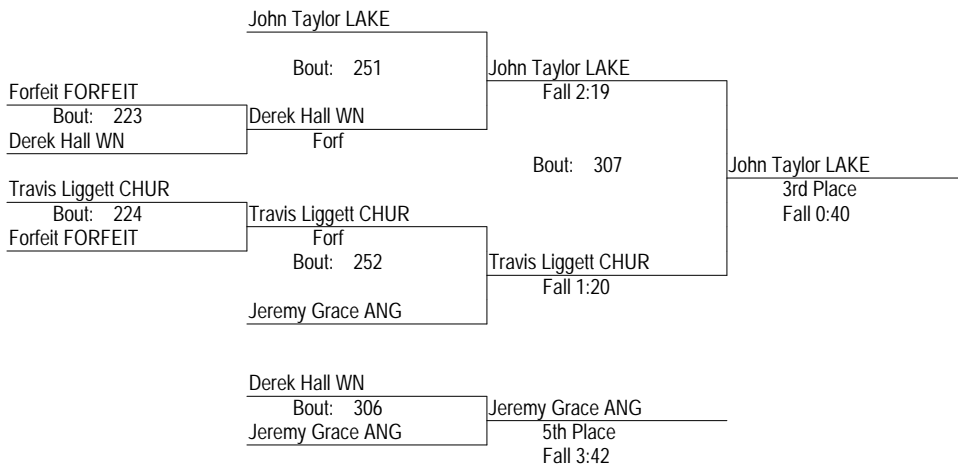 John Taylor LAKE
Bout: 251
John Taylor LAKE
Fall 2:19
Forfeit FORFEIT
Bout: 223
Derek Hall WN
Derek Hall WN
Forf
Bout: 307
John Taylor LAKE
3rd Place
Fall 0:40
Travis Liggett CHUR
Bout: 224
Forfeit FORFEIT
Travis Liggett CHUR
Forf
Bout: 252
Travis Liggett CHUR
Fall 1:20
Jeremy Grace ANG
Derek Hall WN
Bout: 306
Jeremy Grace ANG
Jeremy Grace ANG
5th Place
Fall 3:42